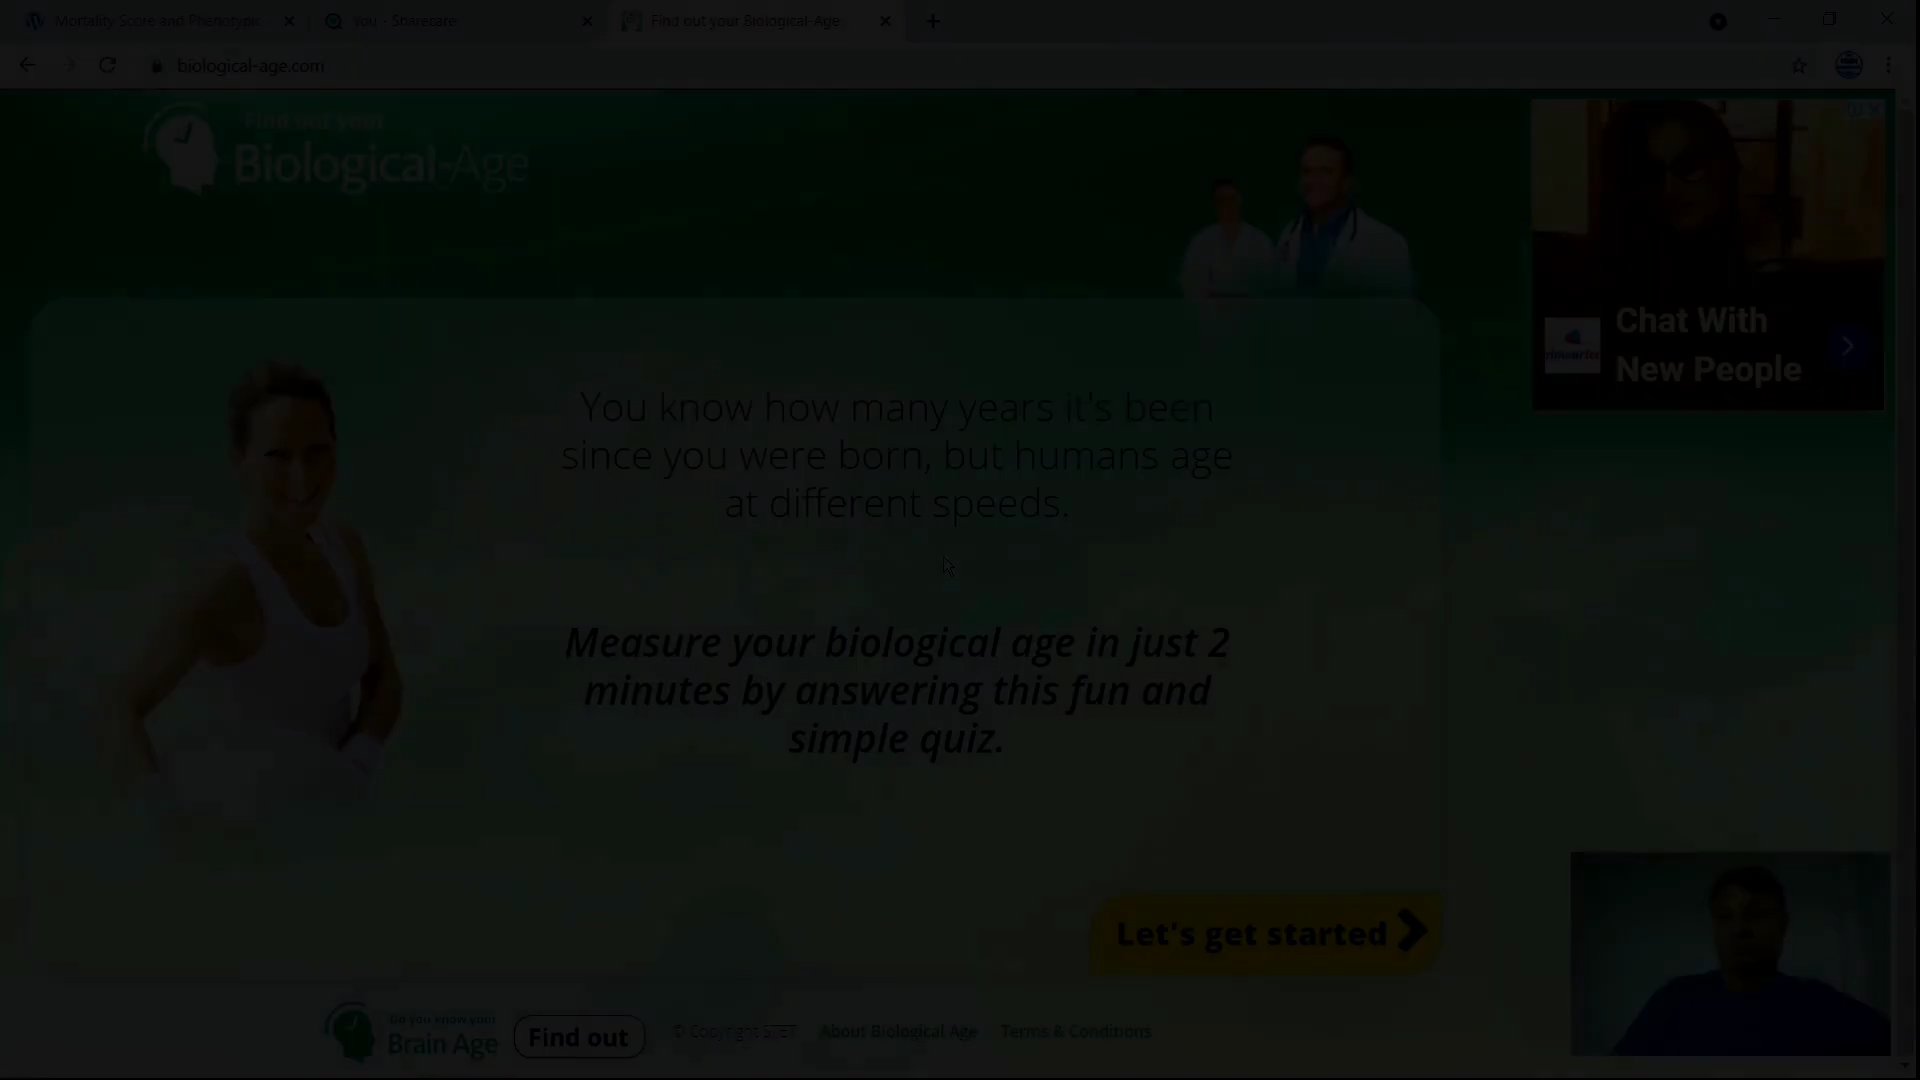 Mortality Score and Phenotypic
You - Sharecare
Find out your Biological-Age
biological-age.com
Find out your
Biological-Age
Chat With
New People
You know how many years it's been
since you were born, but humans age
at different speeds.
Measure your biological age in just 2
minutes by answering this fun and
simple quiz.
Let's get started
Do you know your
Brain Age
Find out
© Copyright
About Biological Age
Terms & Conditions